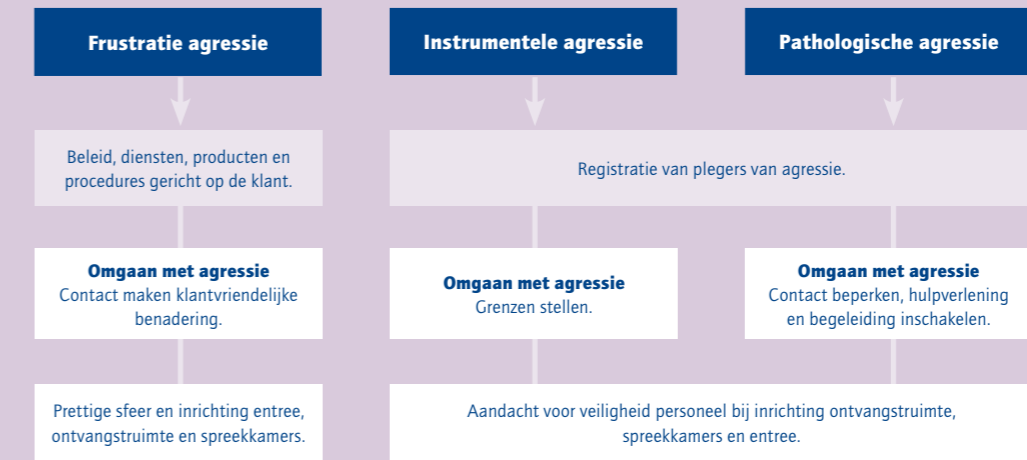 Frustratie agressie
Instrumentele agressie
Pathologische agressie
Beleid, diensten, producten en
procedures gericht op de klant.
Registratie van plegers van agressie.
Omgaan met agressie
Contact maken klantvriendelijke
benadering.
Omgaan met agressie
Grenzen stellen.
Omgaan met agressie
Contact beperken, hulpverlening
en begeleiding inschakelen.
Prettige sfeer en inrichting entree,
ontvangstruimte en spreekkamers.
Aandacht voor veiligheid personeel bij inrichting ontvangstruimte,
spreekkamers en entree.